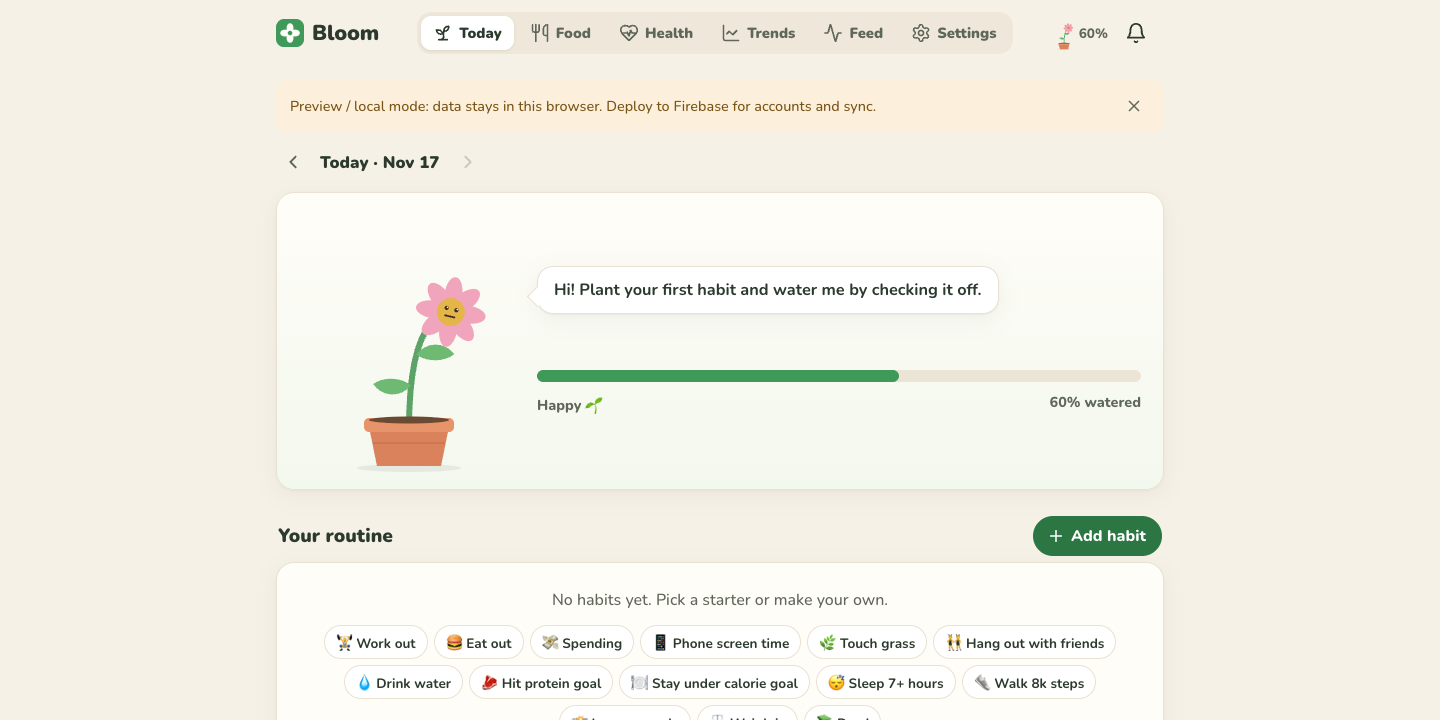 Bloom
Today
Food
Health
Trends
Feed
Settings
60%
Preview / local mode: data stays in this browser. Deploy to Firebase for accounts and sync.
Today · Nov 17
Hi! Plant your first habit and water me by checking it off.
Happy
60% watered
Your routine
Add habit
No habits yet. Pick a starter or make your own.
Work out
Eat out
Spending
Phone screen time
Touch grass
Hang out with friends
Drink water
Hit protein goal
Stay under calorie goal
Sleep 7+ hours
Walk 8k steps